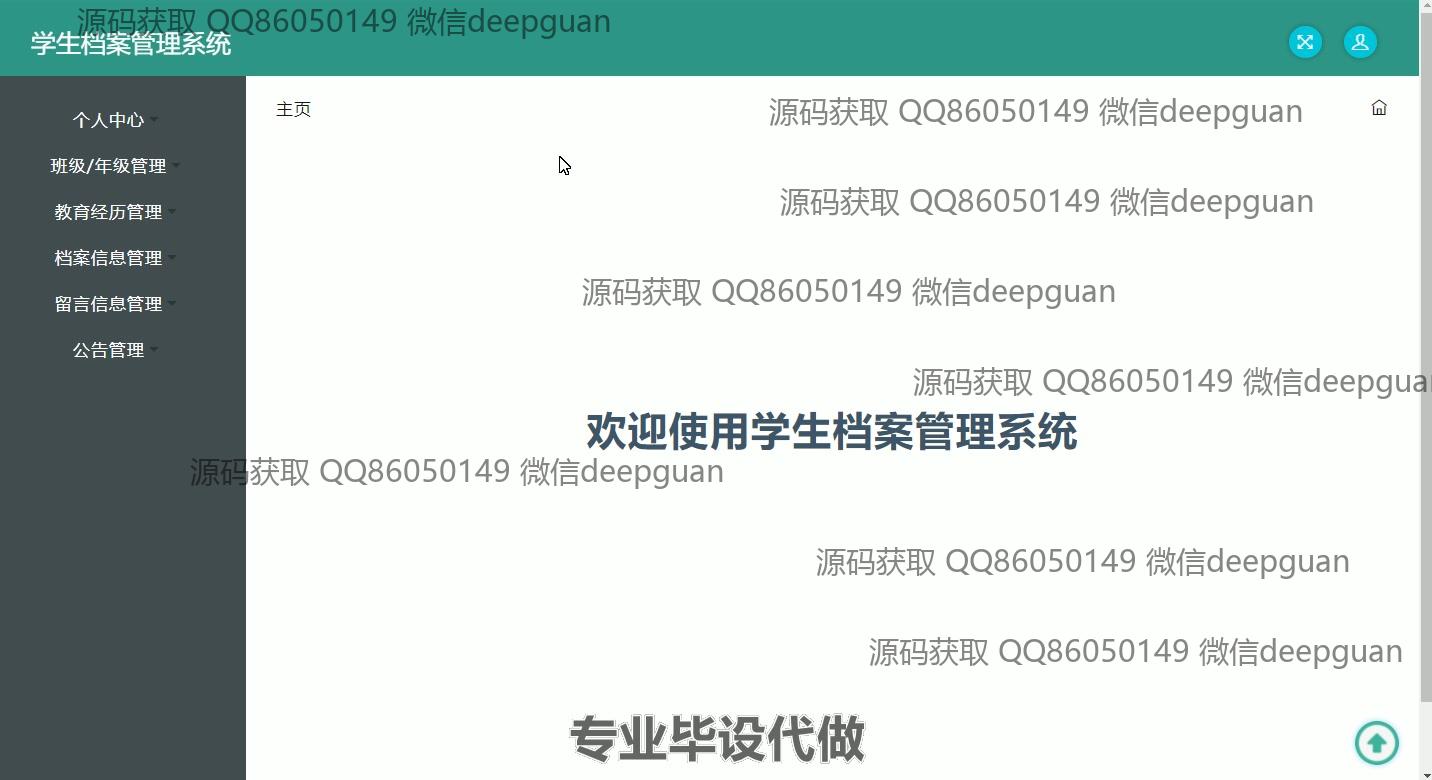 源码获取 QQ86050149 微信deepguan
学生档案管理系统
个人中心
班级/年级管理
教育经历管理
档案信息管理
留言信息管理
公告管理
主页
源码获取 QQ86050149 微信deepguan
源码获取 QQ86050149 微信deepguan
源码获取 QQ86050149 微信deepguan
源码获取 QQ86050149 微信deepgua
欢迎使用学生档案管理系统
源码获取 QQ86050149 微信deepguan
源码获取 QQ86050149 微信deepguan
源码获取 QQ86050149 微信deepguan
专业毕设代做